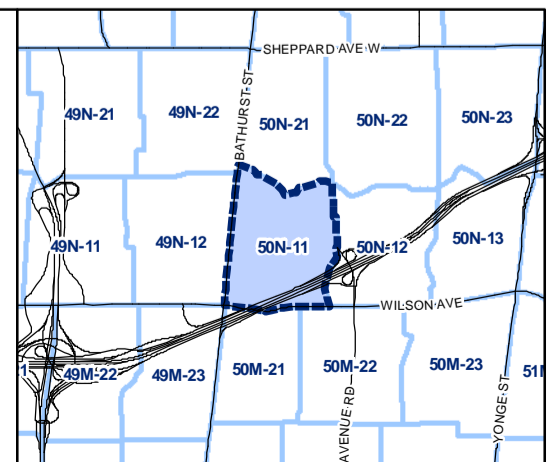 SHEPPARD AVE W
BATHURST ST
49N-21
49N-22
50N-21
50N-22
50N-23
49N-11
49N-12
50N-11
50N-12
50N-13
WILSON AVE
1
49M-22
49M-23
50M-21
50M-22
50M-23
51M
AVENUE RD
YONGE ST